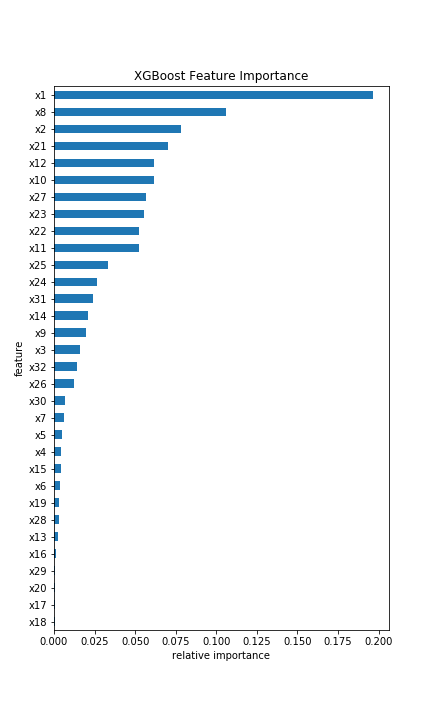 XGBoost Feature Importance
x1
x8
x2
x21
x12
x10
x27
x23
x22
x11
x25
x24
x31
x14
x9
x3
x32
x26
x30
x7
x5
x4
x15
x6
x19
x28
x13
x16
x29
x20
x17
x18
feature
0.000 0.025 0.050 0.075 0.100 0.125 0.150 0.175 0.200
relative importance